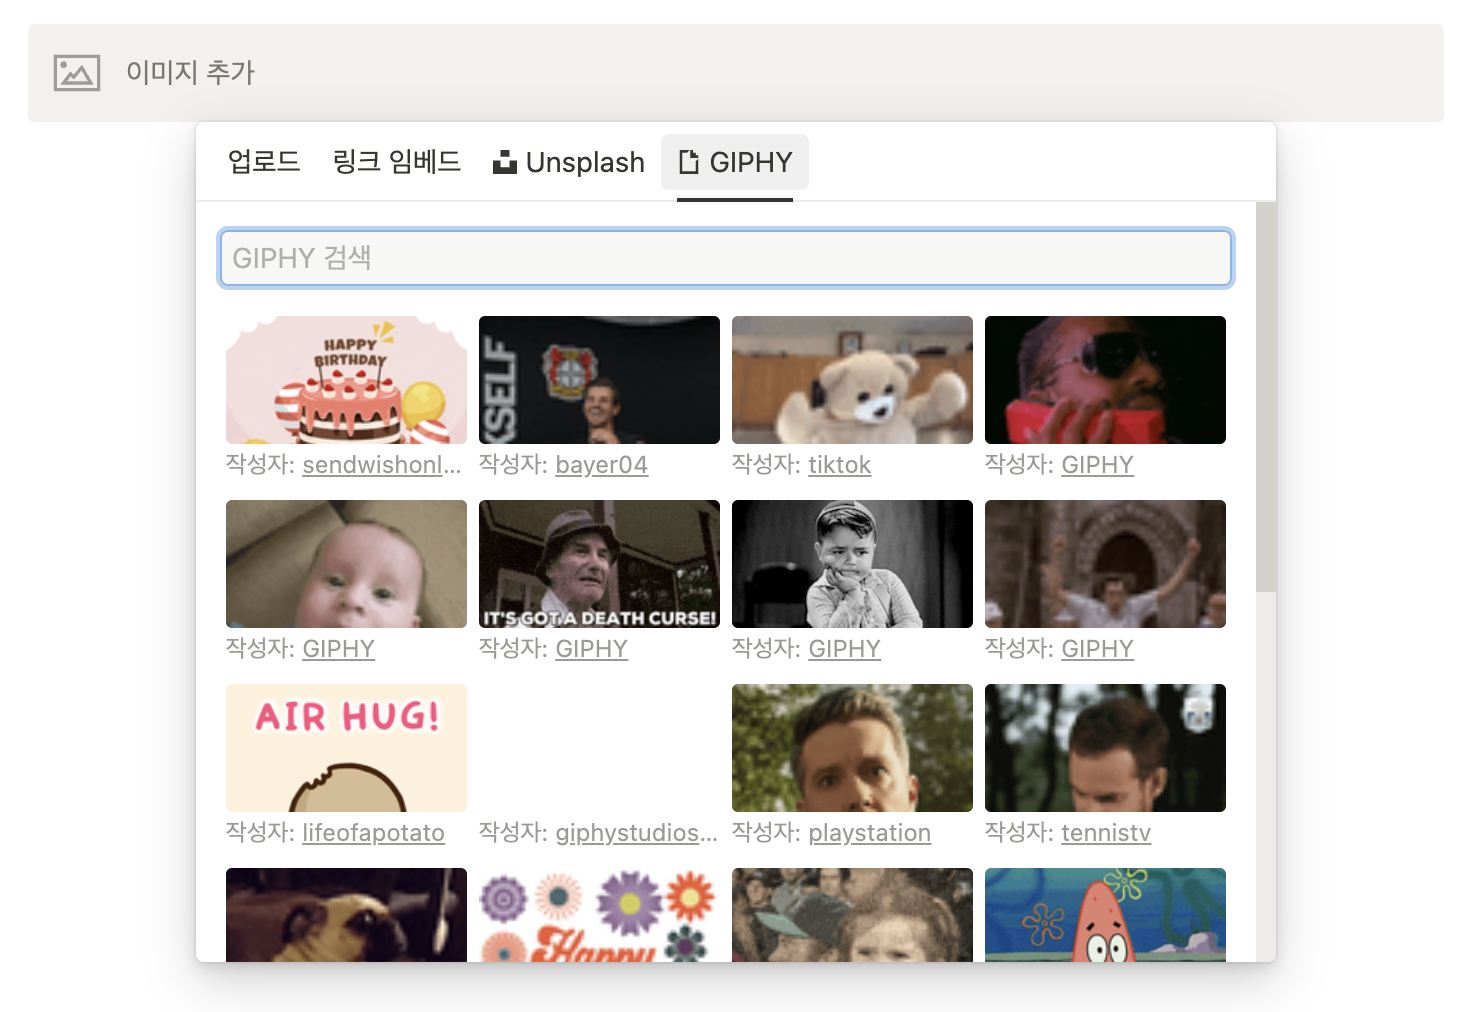 이미지 추가
업로드 링크 임베드 Unsplash GIPHY
GIPHY 검색
HAPPY
BIRTHDAY
KSELF
작성자: sendwishonl...
작성자: bayer04
작성자: tiktok
작성자: GIPHY
IT'S GOT A DEATH CURSE!
작성자: GIPHY
작성자: GIPHY
작성자: GIPHY
작성자: GIPHY
AIR HUG!
작성자: lifeofapotato
작성자: giphystudios...
작성자: playstation
작성자: tennistv
Happy